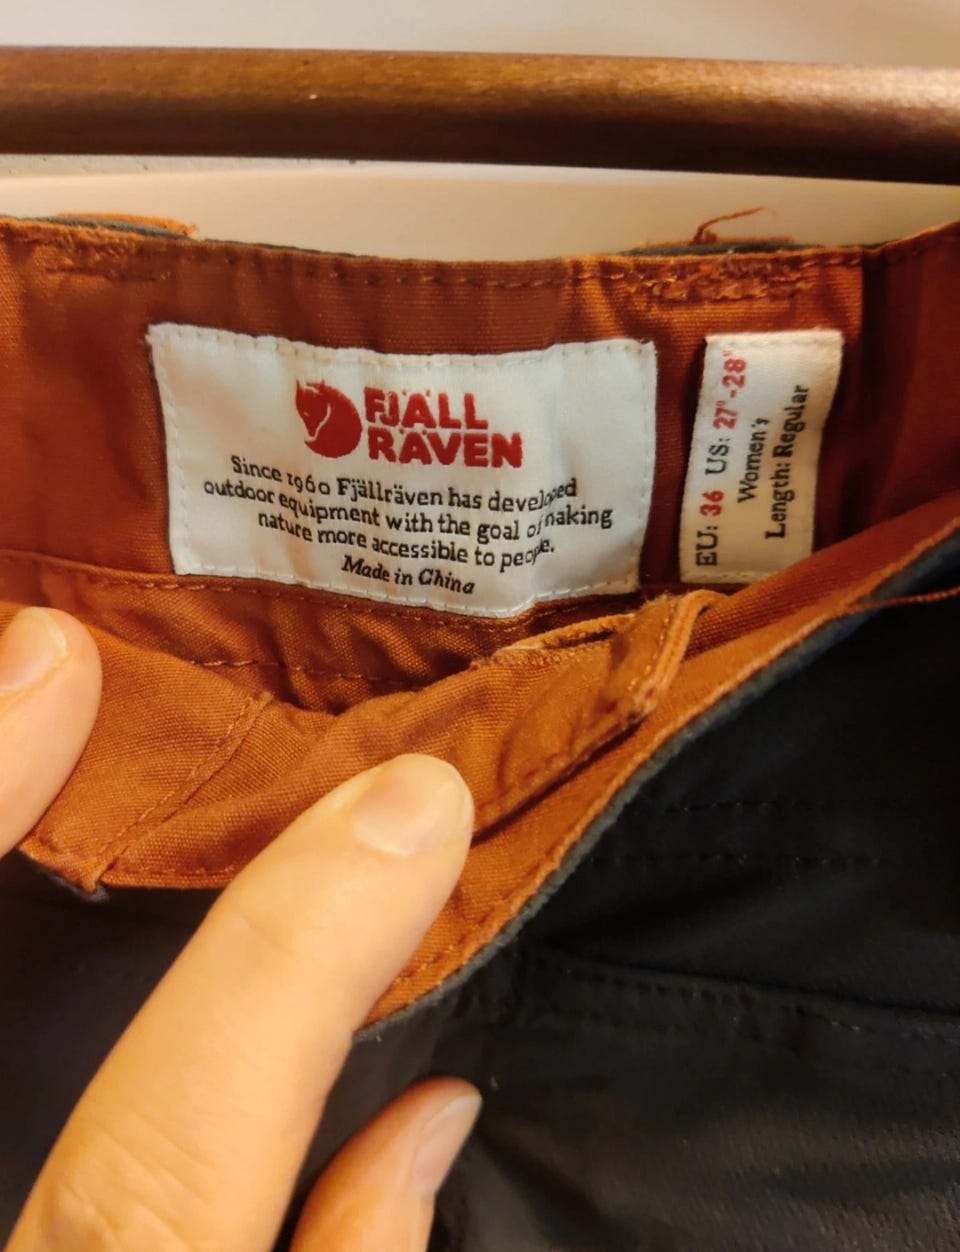 FJÄLL
RÄVEN
Since 1960 Fjällräven has developed
outdoor equipment with the goal of making
nature more accessible to people.
Made in China
EU: 36 US: 27"-28"
Women's
Length: Regular